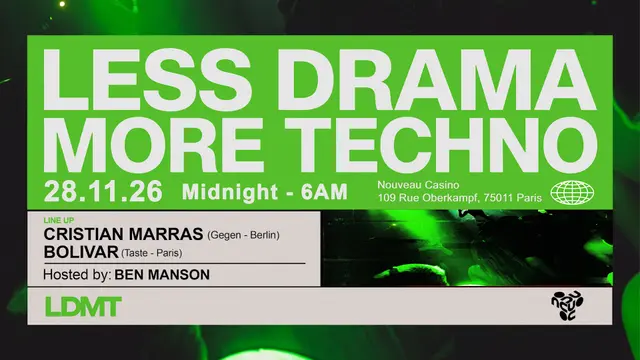 LESS DRAMA
MORE TECHNO
28.11.26 Midnight - 6AM
Nouveau Casino
109 Rue Oberkampf, 75011 Paris
LINE UP
CRISTIAN MARRAS (Gegen - Berlin)
BOLIVAR (Taste - Paris)
Hosted by: BEN MANSON
LDMT